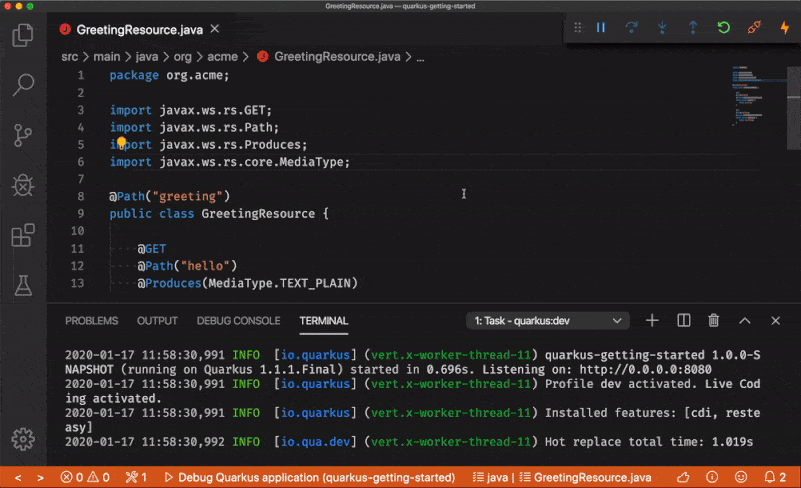 GreetingResource.java — quarkus-getting-started
GreetingResource.java
src > main > java > org > acme > GreetingResource.java > ...
1 package org.acme;
2
3 import javax.ws.rs.GET;
4 import javax.ws.rs.Path;
5 import javax.ws.rs.Produces;
6 import javax.ws.rs.core.MediaType;
7
8 @Path("greeting")
9 public class GreetingResource {
10
11 @GET
12 @Path("hello")
13 @Produces(MediaType.TEXT_PLAIN)
PROBLEMS OUTPUT DEBUG CONSOLE TERMINAL 1: Task - quarkus:dev
2020-01-17 11:58:30,991 INFO [io.quarkus] (vert.x-worker-thread-11) quarkus-getting-started 1.0.0-S
NAPSHOT (running on Quarkus 1.1.1.Final) started in 0.696s. Listening on: http://0.0.0.0:8080
2020-01-17 11:58:30,991 INFO [io.quarkus] (vert.x-worker-thread-11) Profile dev activated. Live Cod
ing activated.
2020-01-17 11:58:30,991 INFO [io.quarkus] (vert.x-worker-thread-11) Installed features: [cdi, reste
asy]
2020-01-17 11:58:30,992 INFO [io.qua.dev] (vert.x-worker-thread-11) Hot replace total time: 1.019s
< > 0 0 1 Debug Quarkus application (quarkus-getting-started) java | GreetingResource.java 2